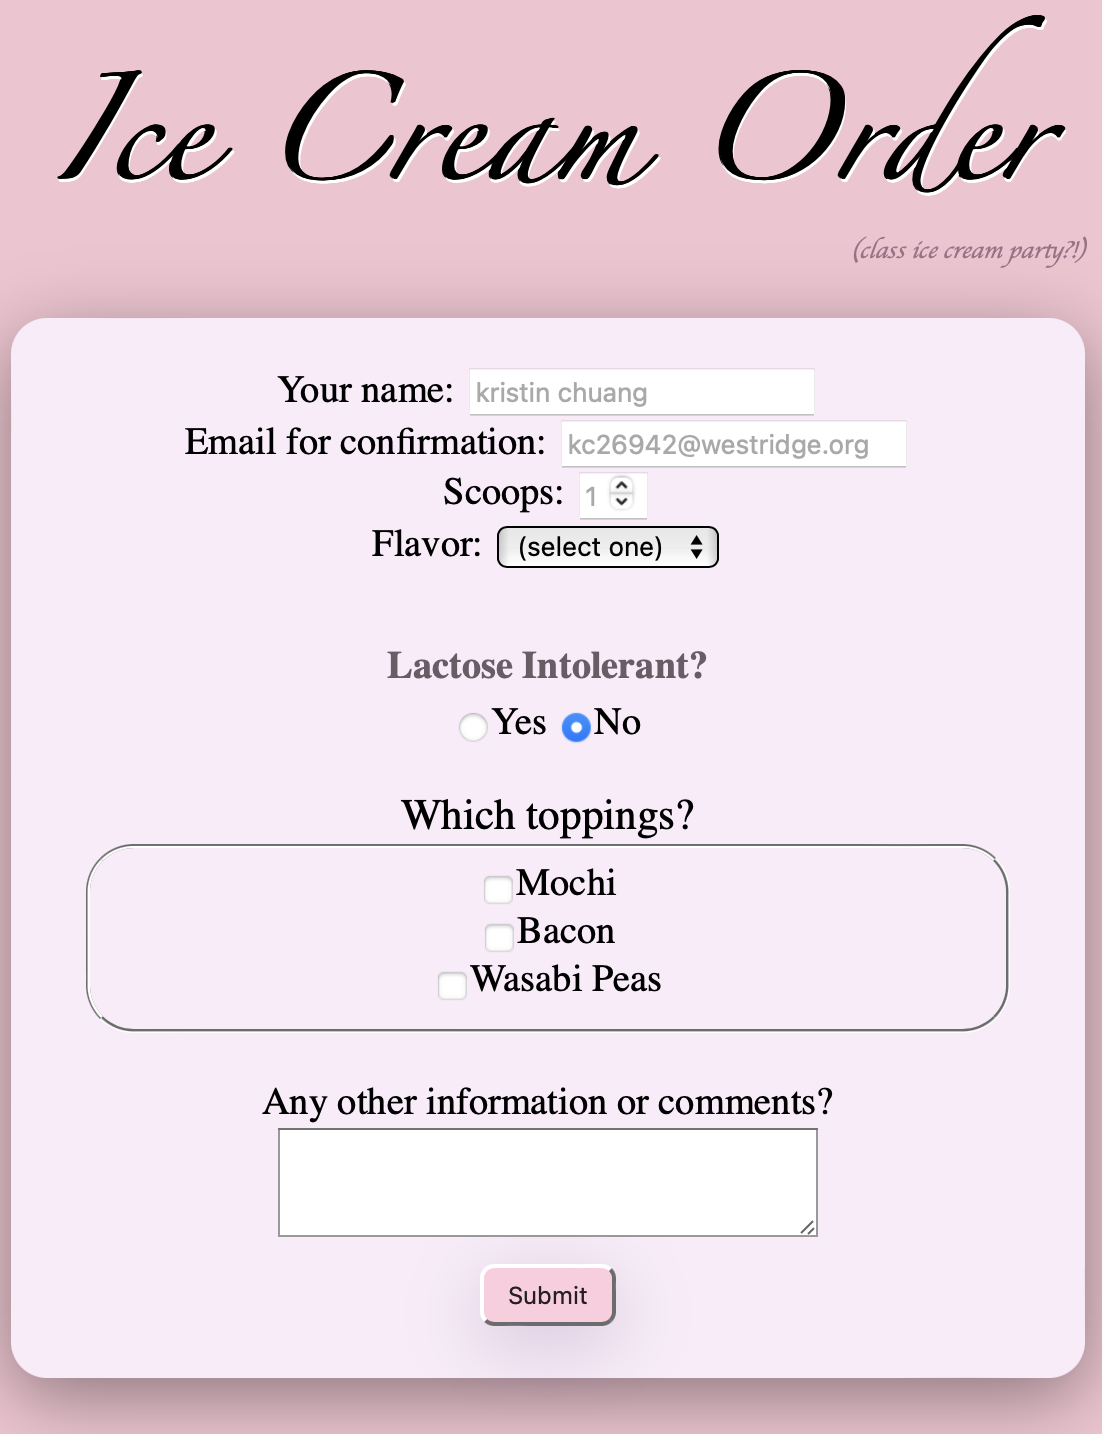 Ice Cream Order
(class ice cream party?!)
Your name: kristin chuang
Email for confirmation: kc26942@westridge.org
Scoops: 1
Flavor: (select one)
Lactose Intolerant?
Yes No
Which toppings?
Mochi
Bacon
Wasabi Peas
Any other information or comments?
Submit